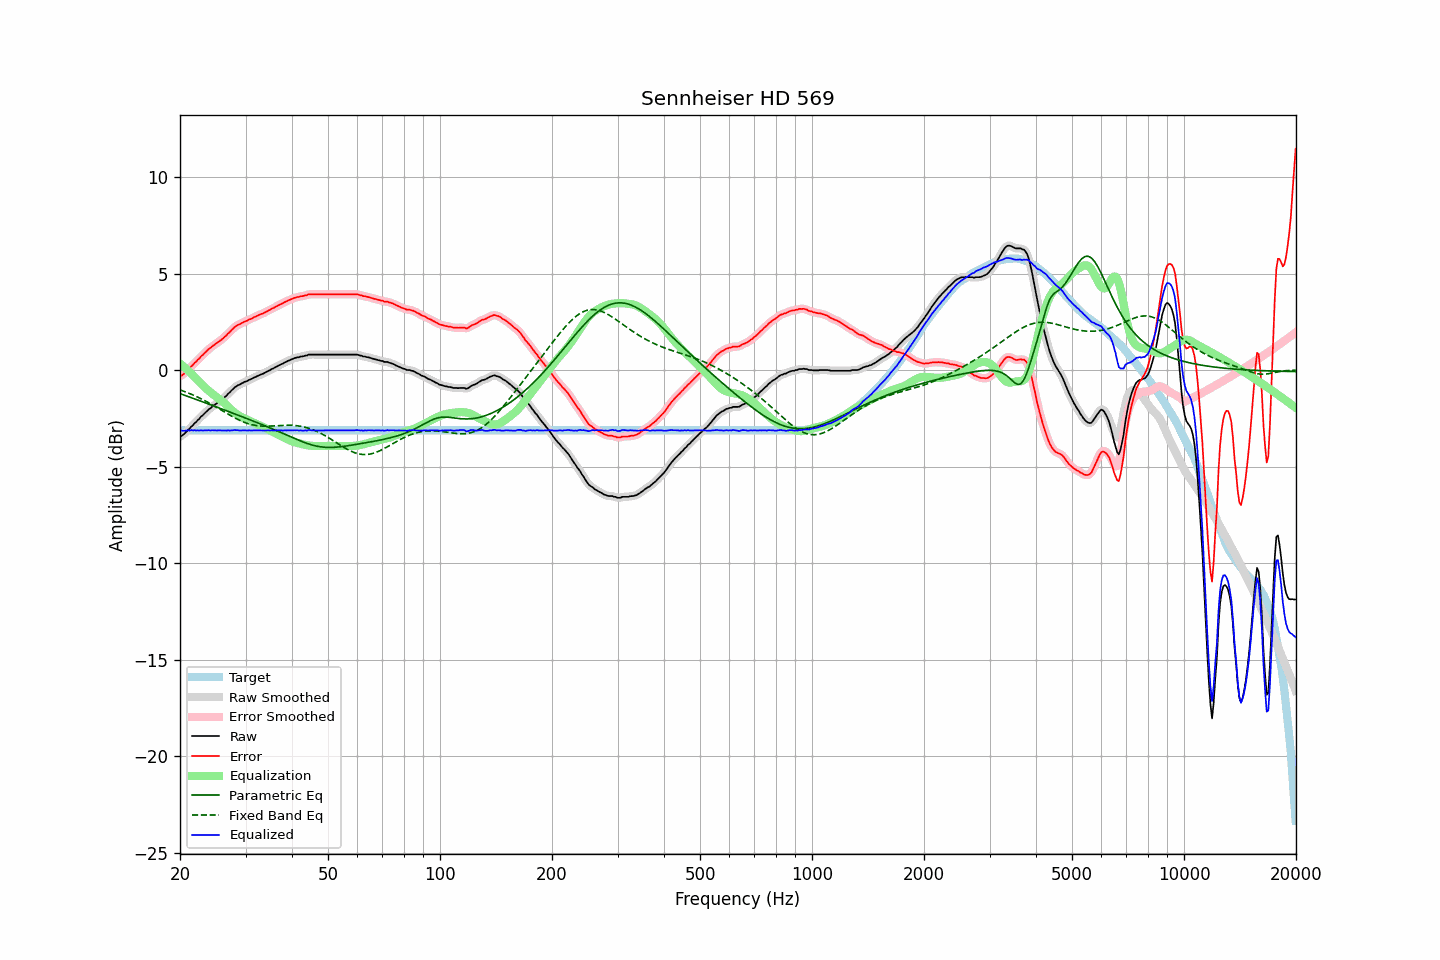 Sennheiser HD 569
Amplitude (dBr)
10
5
0
−5
−10
−15
−20
−25
Target
Raw Smoothed
Error Smoothed
Raw
Error
Equalization
Parametric Eq
Fixed Band Eq
Equalized
20 50 100 200 500 1000 2000 5000 10000 20000
Frequency (Hz)